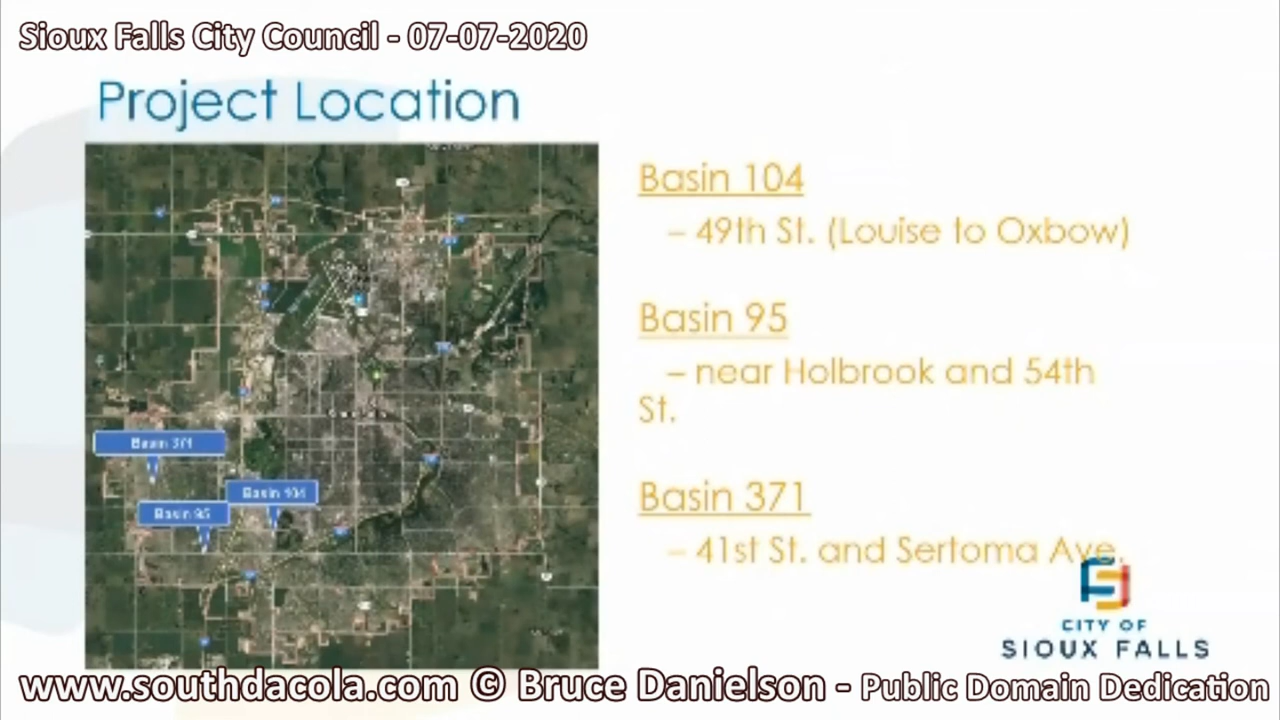 Sioux Falls City Council - 07-07-2020
Project Location
Basin 104
– 49th St. (Louise to Oxbow)
Basin 95
– near Holbrook and 54th
St.
Basin 371
– 41st St. and Sertoma Ave.
Basin 371
Basin 104
Basin 95
CITY OF
SIOUX FALLS
www.southdacola.com © Bruce Danielson - Public Domain Dedication